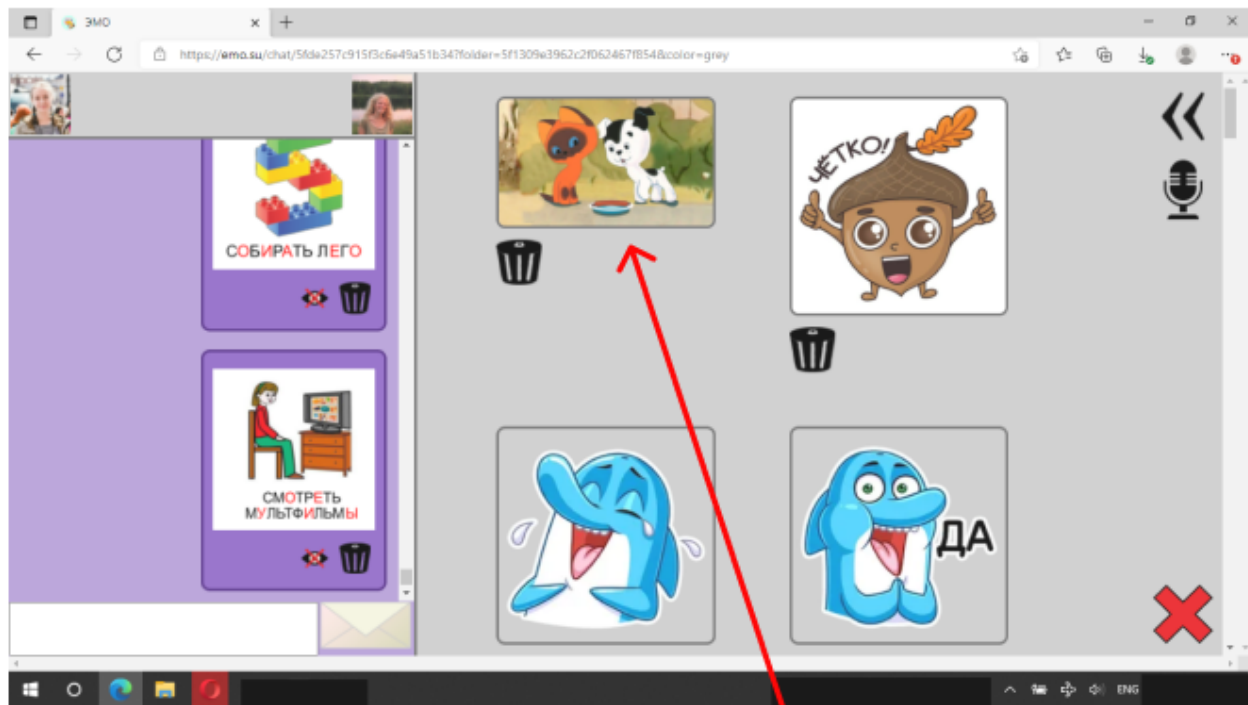 ЭМО
https://emo.su/chat/5fde257c915f3c6e49a51b34?folder=5f1309e3962c2f062467f854&color=grey
СОБИРАТЬ ЛЕГО
СМОТРЕТЬ
МУЛЬТФИЛЬМЫ
ЧЁТКО!
ДА
ENG